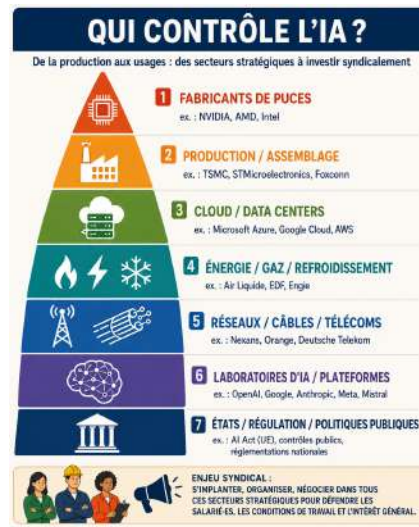 QUI CONTRÔLE L'IA ?
De la production aux usages : des secteurs stratégiques à investir syndicalement
1 FABRICANTS DE PUCES
ex. : NVIDIA, AMD, Intel
2 PRODUCTION / ASSEMBLAGE
ex. : TSMC, STMicroelectronics, Foxconn
3 CLOUD / DATA CENTERS
ex. : Microsoft Azure, Google Cloud, AWS
4 ÉNERGIE / GAZ / REFROIDISSEMENT
ex. : Air Liquide, EDF, Engie
5 RÉSEAUX / CÂBLES / TÉLÉCOMS
ex. : Nexans, Orange, Deutsche Telekom
6 LABORATOIRES D'IA / PLATEFORMES
ex. : OpenAI, Google, Anthropic, Meta, Mistral
7 ÉTATS / RÉGULATION / POLITIQUES PUBLIQUES
ex. : AI Act (UE), contrôles publics,
réglementations nationales
ENJEU SYNDICAL :
S'IMPLANTER, ORGANISER, NÉGOCIER DANS TOUS
CES SECTEURS STRATÉGIQUES POUR DÉFENDRE LES
SALARIÉ·ES, LES CONDITIONS DE TRAVAIL ET L'INTÉRÊT GÉNÉRAL.